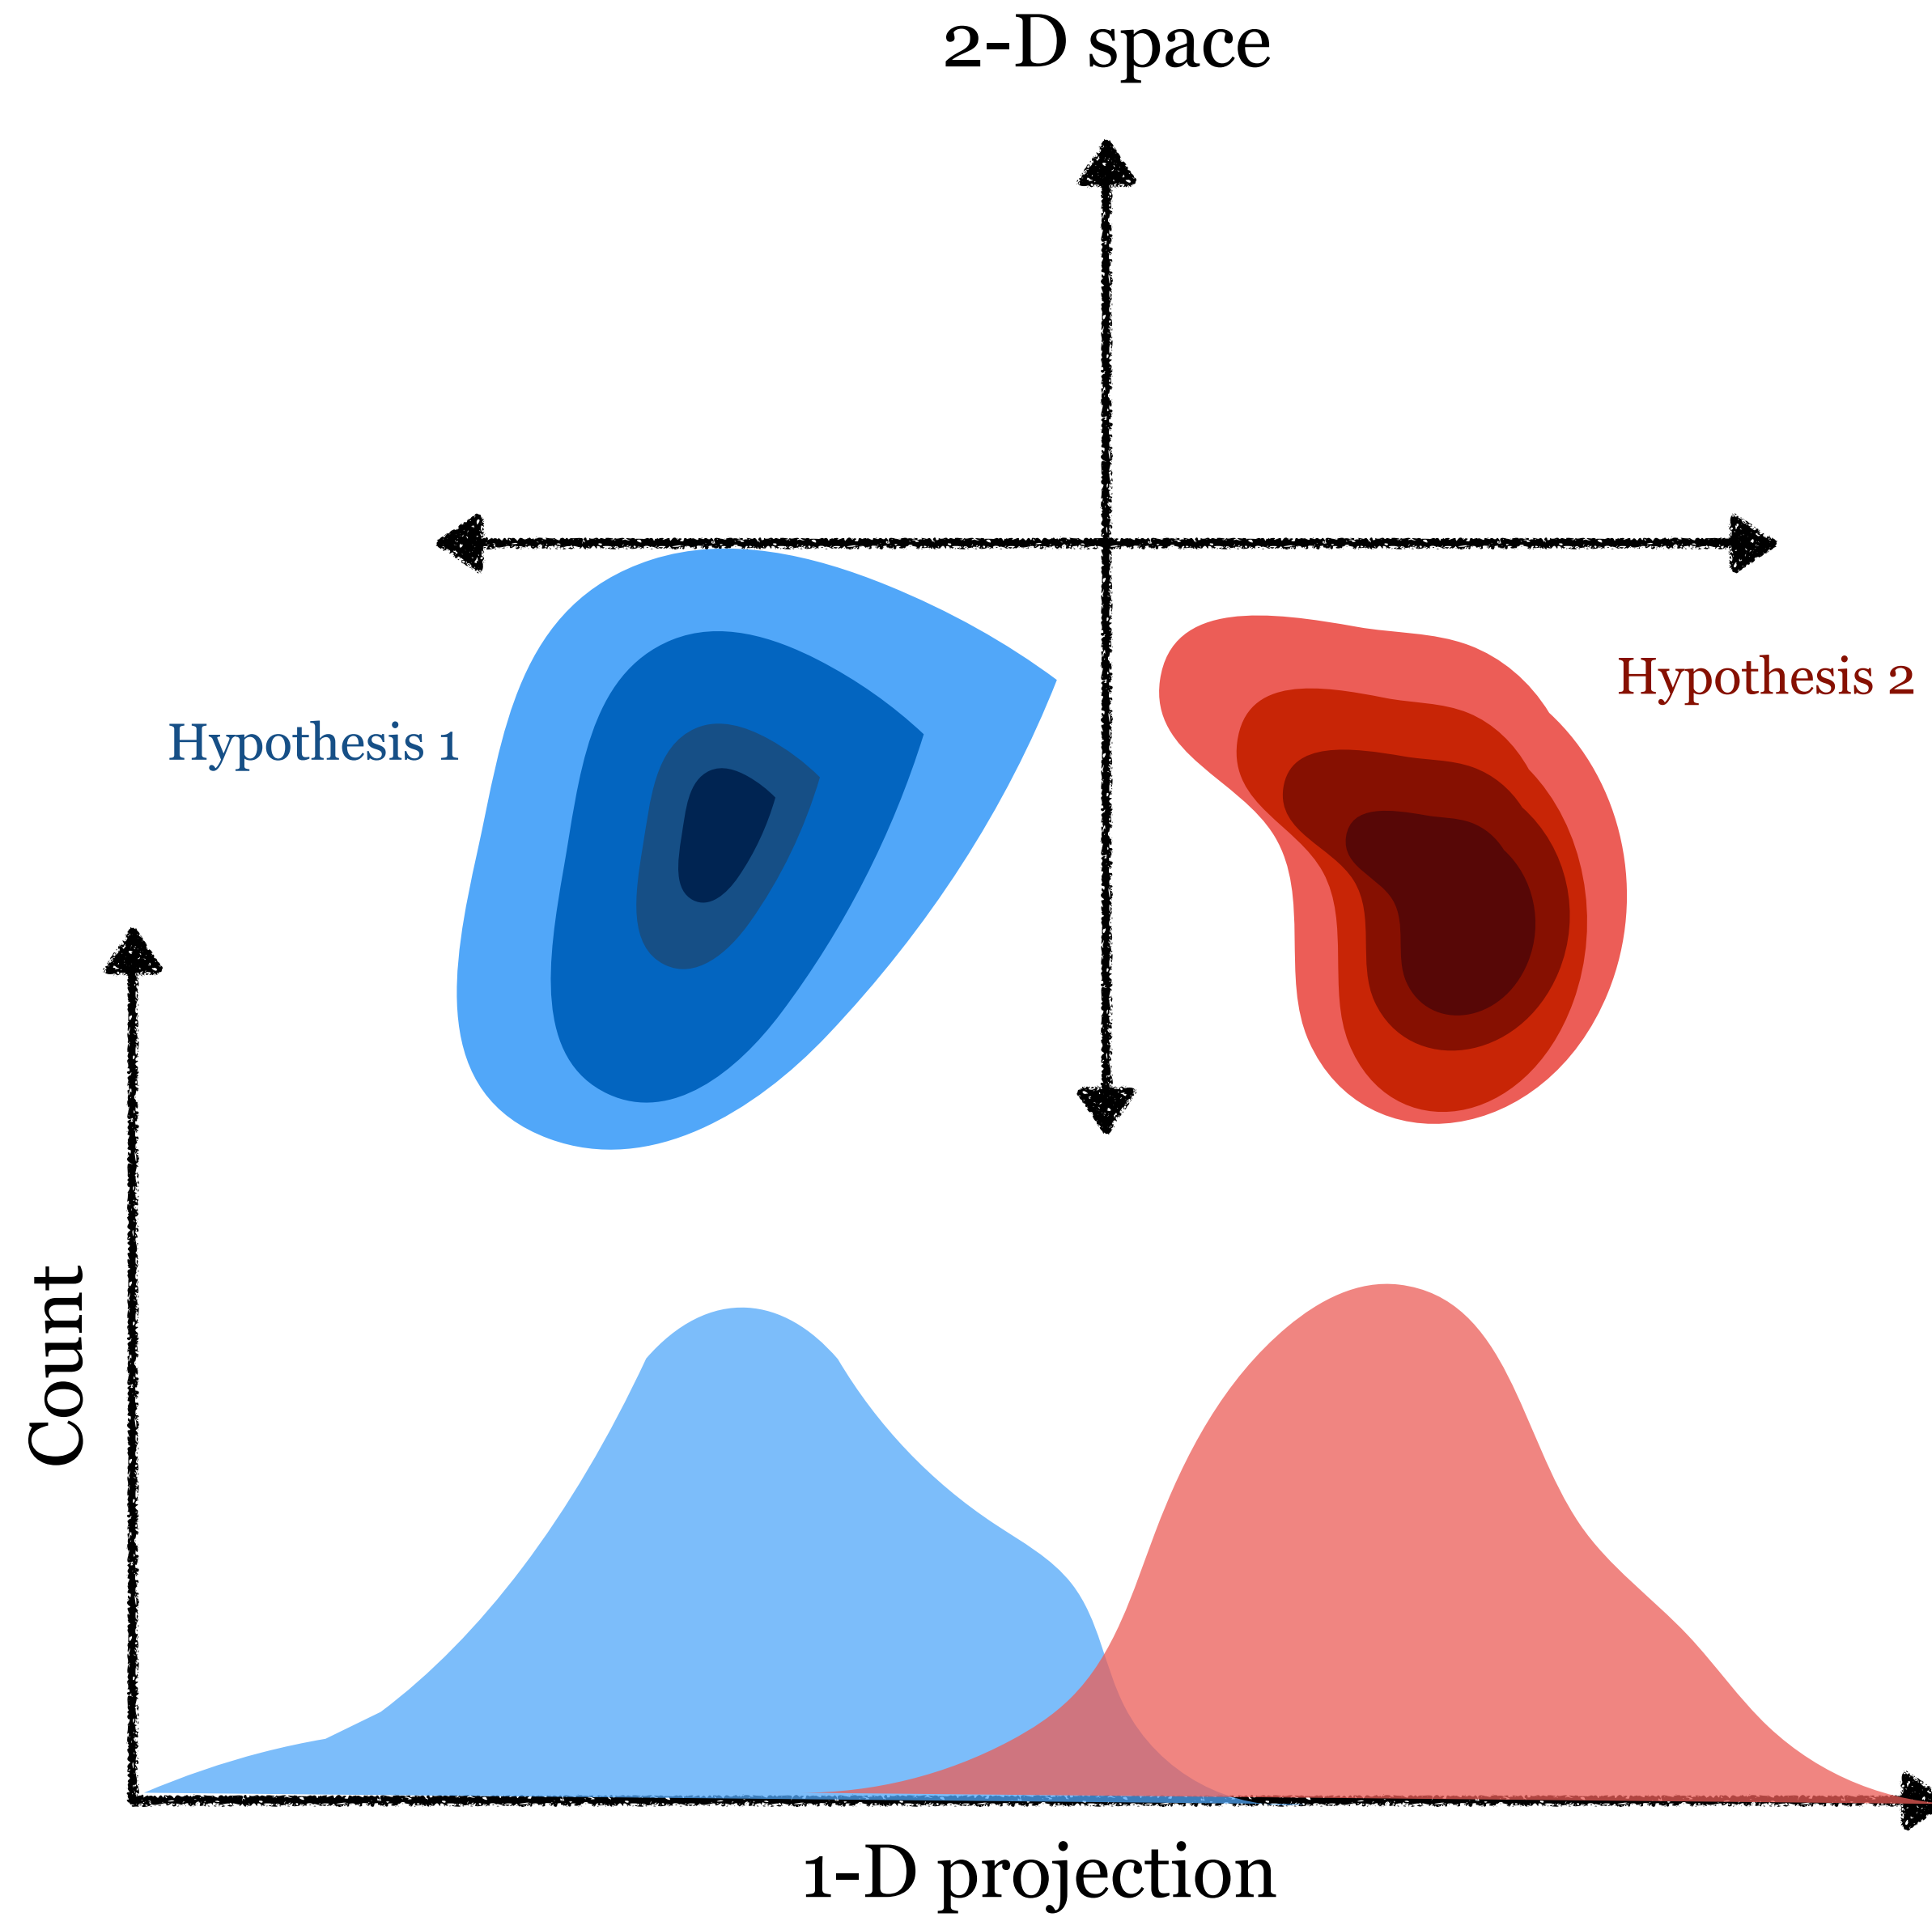 2-D space
Hypothesis 1
Hypothesis 2
Count
1-D projection